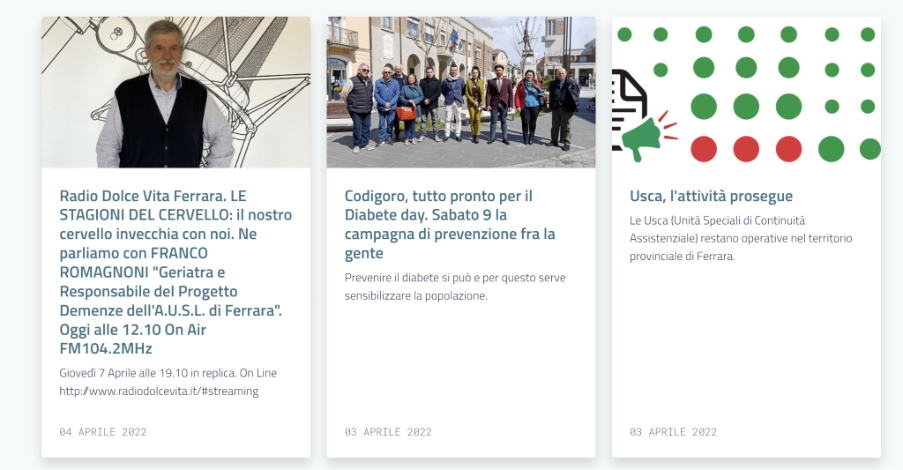 Radio Dolce Vita Ferrara. LE
STAGIONI DEL CERVELLO: il nostro
cervello invecchia con noi. Ne
parliamo con FRANCO
ROMAGNONI "Geriatra e
Responsabile del Progetto
Demenze dell'A.U.S.L. di Ferrara".
Oggi alle 12.10 On Air
FM104.2MHz
Giovedì 7 Aprile alle 19.10 in replica. On Line
http://www.radiodolcevita.it/#streaming
04 APRILE 2022
Codigoro, tutto pronto per il
Diabete day. Sabato 9 la
campagna di prevenzione fra la
gente
Prevenire il diabete si può e per questo serve
sensibilizzare la popolazione.
03 APRILE 2022
Usca, l'attività prosegue
Le Usca (Unità Speciali di Continuità
Assistenziale) restano operative nel territorio
provinciale di Ferrara.
03 APRILE 2022